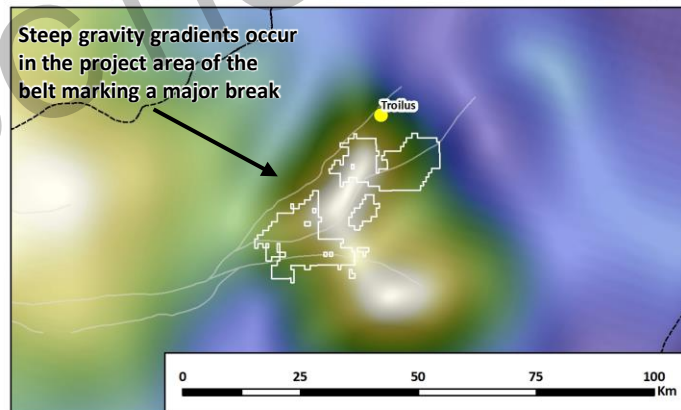 Steep gravity gradients occur
in the project area of the
belt marking a major break
Troilus
0 25 50 75 100
Km